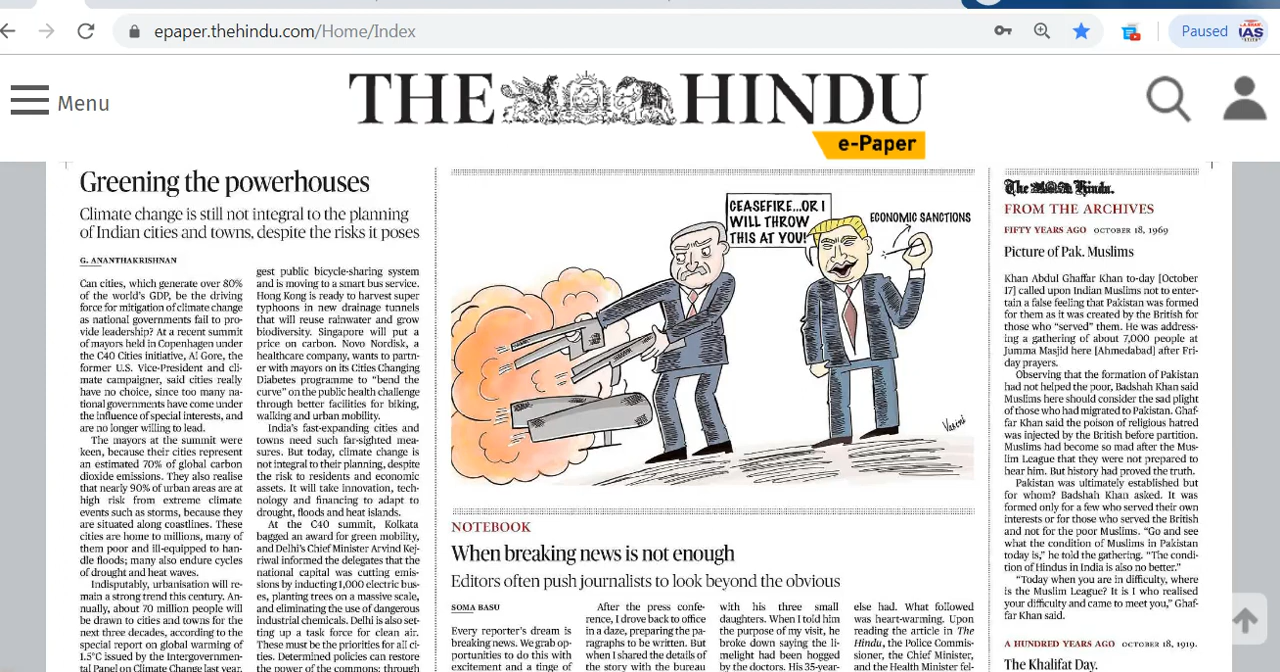 epaper.thehindu.com/Home/Index
Paused
IAS
Menu
THE HINDU
e-Paper
Greening the powerhouses
Climate change is still not integral to the planning
of Indian cities and towns, despite the risks it poses
G. ANANTHAKRISHNAN
Can cities, which generate over 80%
of the world's GDP, be the driving
force for mitigation of climate change
as national governments fail to pro-
vide leadership? At a recent summit
of mayors held in Copenhagen under
the C40 Cities initiative, Al Gore, the
former U.S. Vice-President and cli-
mate campaigner, said cities really
have no choice, since too many na-
tional governments have come under
the influence of special interests, and
are no longer willing to lead.
The mayors at the summit were
keen, because their cities represent
an estimated 70% of global carbon
dioxide emissions. They also realise
that nearly 90% of urban areas are at
high risk from extreme climate
events such as storms, because they
are situated along coastlines. These
cities are home to millions, many of
them poor and ill-equipped to han-
dle floods; many also endure cycles
of drought and heat waves.
Indisputably, urbanisation will re-
main a strong trend this century. An-
nually, about 70 million people will
be drawn to cities and towns for the
next three decades, according to the
special report on global warming of
1.5°C issued by the Intergovernmen-
tal Panel on Climate Change last year.
gest public bicycle-sharing system
and is moving to a smart bus service.
Hong Kong is ready to harvest super
typhoons in new drainage tunnels
that will reuse rainwater and grow
biodiversity. Singapore will put a
price on carbon. Novo Nordisk, a
healthcare company, wants to partn-
er with mayors on its Cities Changing
Diabetes programme to "bend the
curve" on the public health challenge
through better facilities for biking,
walking and urban mobility.
India's fast-expanding cities and
towns need such far-sighted mea-
sures. But today, climate change is
not integral to their planning, despite
the risk to residents and economic
assets. It will take innovation, tech-
nology and financing to adapt to
drought, floods and heat islands.
At the C40 summit, Kolkata
bagged an award for green mobility,
and Delhi's Chief Minister Arvind Kej-
riwal informed the delegates that the
national capital was cutting emis-
sions by inducting 1,000 electric bus-
es, planting trees on a massive scale,
and eliminating the use of dangerous
industrial chemicals. Delhi is also set-
ting up a task force for clean air.
These must be priorities for all ci-
ties. Determined policies can restore
the power of the commons: through
CEASEFIRE...OR I
WILL THROW
THIS AT YOU!
ECONOMIC SANCTIONS
NOTEBOOK
When breaking news is not enough
Editors often push journalists to look beyond the obvious
SOMA BASU
Every reporter's dream is
breaking news. We grab op-
portunities to do this with
excitement and a tinge of
After the press confe-
rence, I drove back to office
in a daze, preparing the pa-
ragraphs to be written. But
when I shared the details of
the story with the bureau
with his three small
daughters. When I told him
the purpose of my visit, he
broke down saying the li-
melight had been hogged
by the doctors. His 35-year-
else had. What followed
was heart-warming. Upon
reading the article in The
Hindu, the Police Commis-
sioner, the Chief Minister,
and the Health Minister fel-
The Hindu.
FROM THE ARCHIVES
FIFTY YEARS AGO OCTOBER 18, 1969
Picture of Pak. Muslims
Khan Abdul Ghaffar Khan to-day [October
17] called upon Indian Muslims not to enter-
tain a false feeling that Pakistan was formed
for them as it was created by the British for
those who "served" them. He was address-
ing a gathering of about 7,000 people at
Jumma Masjid here [Ahmedabad] after Fri-
day prayers.
Observing that the formation of Pakistan
had not helped the poor, Badshah Khan said
Muslims here should consider the sad plight
of those who had migrated to Pakistan. Ghaf-
far Khan said the poison of religious hatred
was injected by the British before partition.
Muslims had become so mad after the Mus-
lim League that they were not prepared to
hear him. But history had proved the truth.
Pakistan was ultimately established but
for whom? Badshah Khan asked. It was
formed only for a few who served their own
interests or for those who served the British
and not for the poor Muslims. "Go and see
what the condition of Muslims in Pakistan
today is," he told the gathering. "The condi-
tion of Hindus in India is also no better."
"Today when you are in difficulty, where
is the Muslim League? It is I who realised
your difficulty and came to meet you," Ghaf-
far Khan said.
A HUNDRED YEARS AGO OCTOBER 18, 1919.
The Khalifat Day.